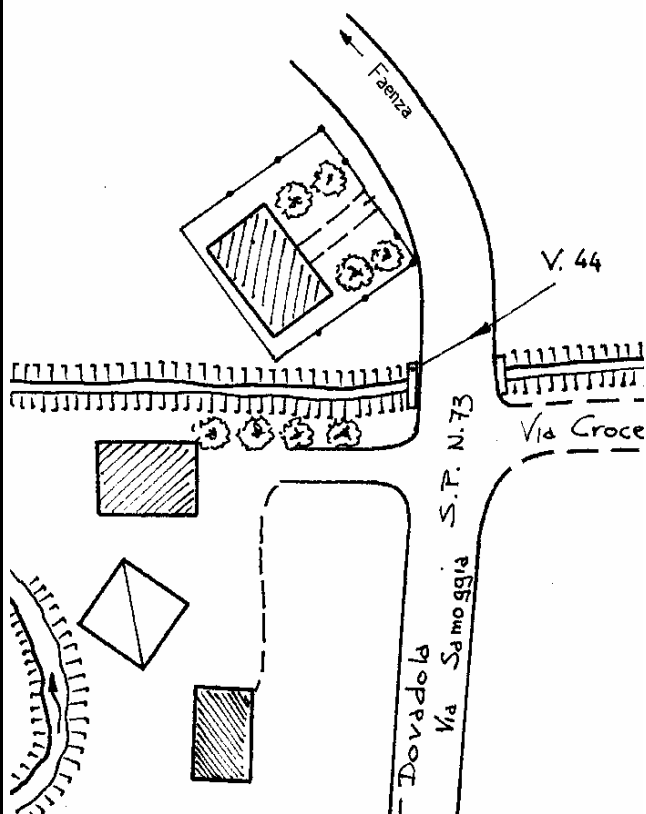 Faenza
V. 44
Via Croce
Dovadola
Via Samoggia S.P. N.73